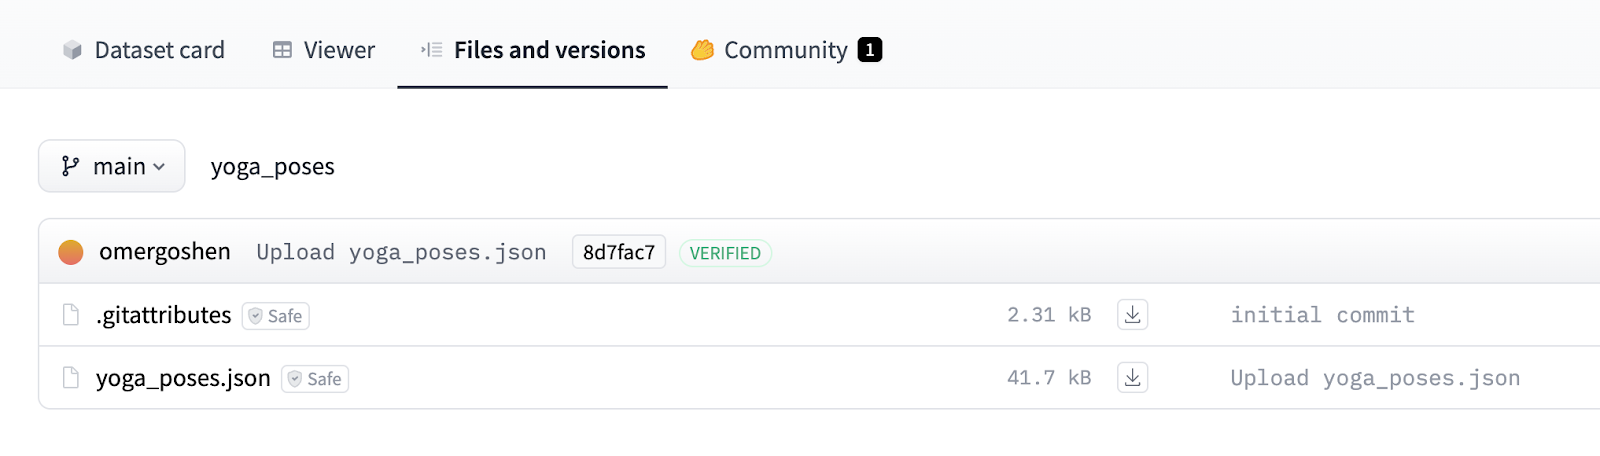 Dataset card Viewer Files and versions Community 1
main yoga_poses
omergoshen Upload yoga_poses.json 8d7fac7 VERIFIED
.gitattributes Safe 2.31 kB initial commit
yoga_poses.json Safe 41.7 kB Upload yoga_poses.json